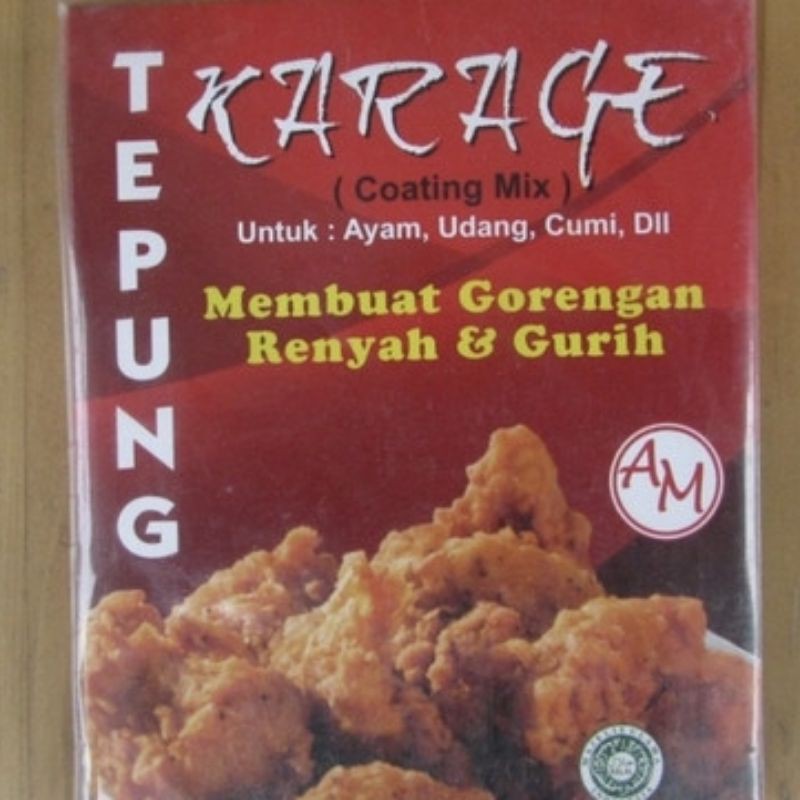 TEPUNG
KARAGE
( Coating Mix )
Untuk : Ayam, Udang, Cumi, Dll
Membuat Gorengan
Renyah & Gurih
AM